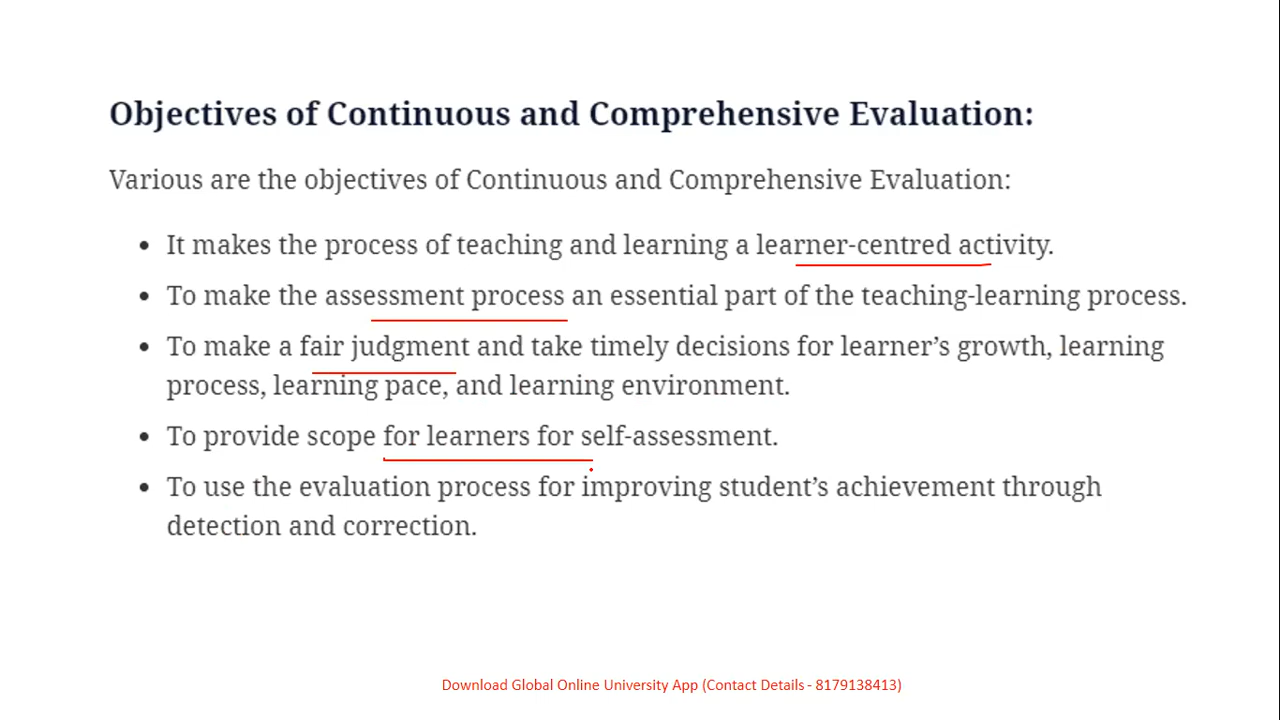 Objectives of Continuous and Comprehensive Evaluation:
Various are the objectives of Continuous and Comprehensive Evaluation:
• It makes the process of teaching and learning a learner-centred activity.
• To make the assessment process an essential part of the teaching-learning process.
• To make a fair judgment and take timely decisions for learner’s growth, learning
process, learning pace, and learning environment.
• To provide scope for learners for self-assessment.
• To use the evaluation process for improving student’s achievement through
detection and correction.
Download Global Online University App (Contact Details - 8179138413)